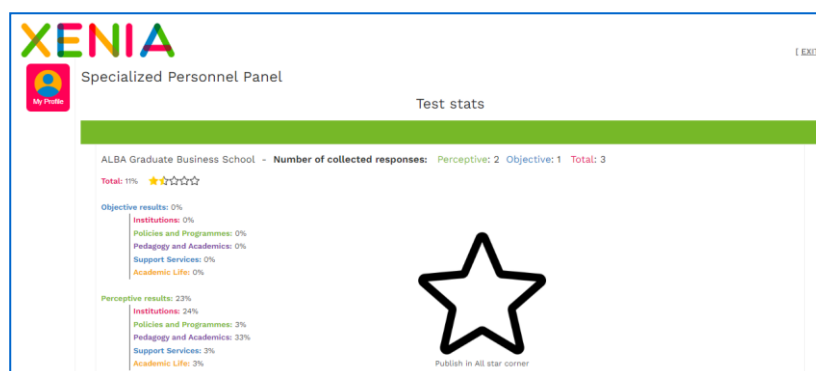 XENIA
[ EXIT
My Profile
Specialized Personnel Panel
Test stats
ALBA Graduate Business School - Number of collected responses: Perceptive: 2 Objective: 1 Total: 3
Total: 11%
Objective results: 0%
Institutions: 0%
Policies and Programmes: 0%
Pedagogy and Academics: 0%
Support Services: 0%
Academic Life: 0%
Perceptive results: 23%
Institutions: 24%
Policies and Programmes: 3%
Pedagogy and Academics: 33%
Support Services: 3%
Academic Life: 3%
Publish in All star corner